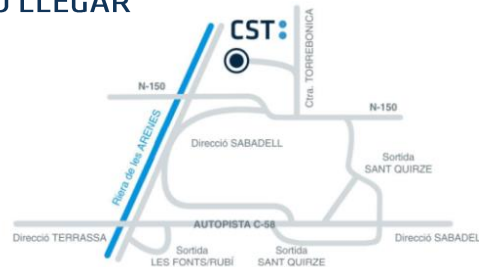 LLEGAR
CST:
Ctra. TORREBONICA
N-150
N-150
Riera de les ARENES
Direcció SABADELL
Sortida
SANT QUIRZE
AUTOPISTA C-58
Direcció TERRASSA
Direcció SABADEL
Sortida
LES FONTS/RUBÍ
Sortida
SANT QUIRZE